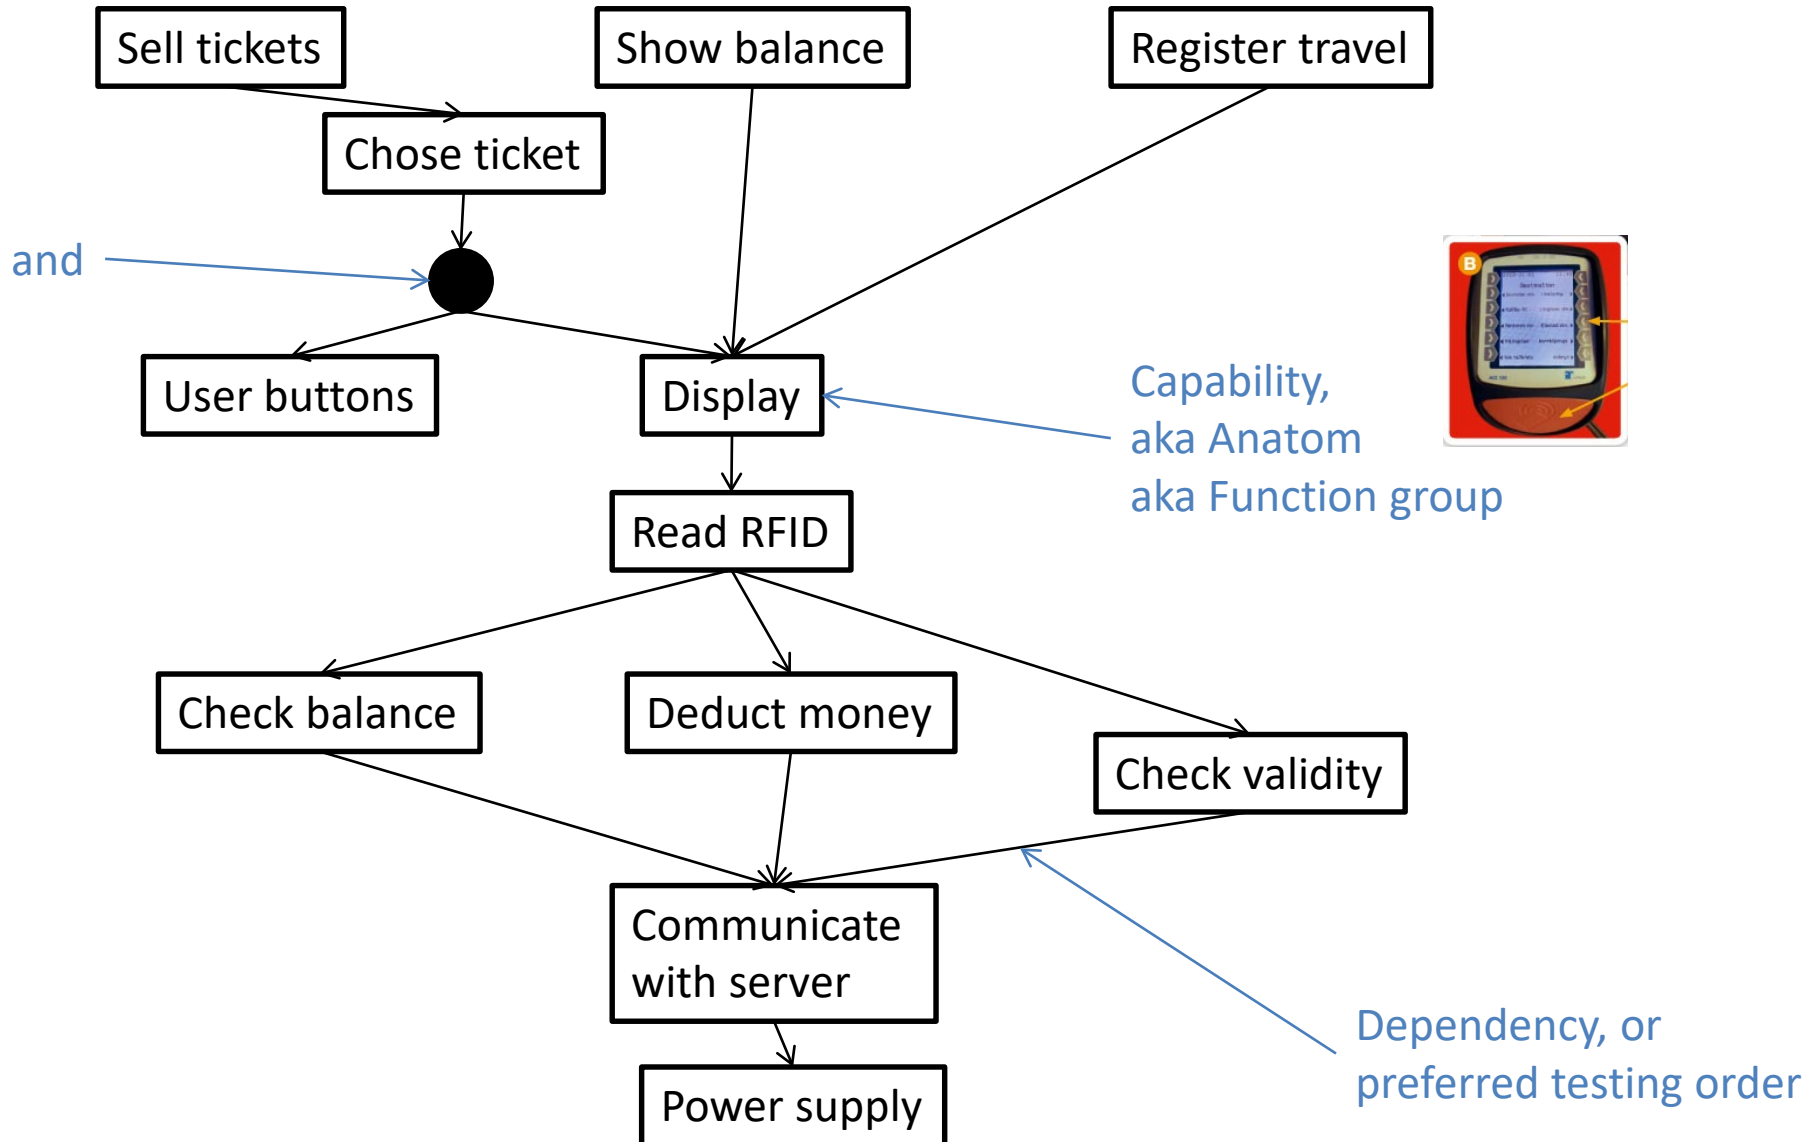 Sell tickets
Show balance
Register travel
Chose ticket
and
B
User buttons
Display
Capability,
aka Anatom
aka Function group
Read RFID
Check balance
Deduct money
Check validity
Communicate
with server
Dependency, or
preferred testing order
Power supply